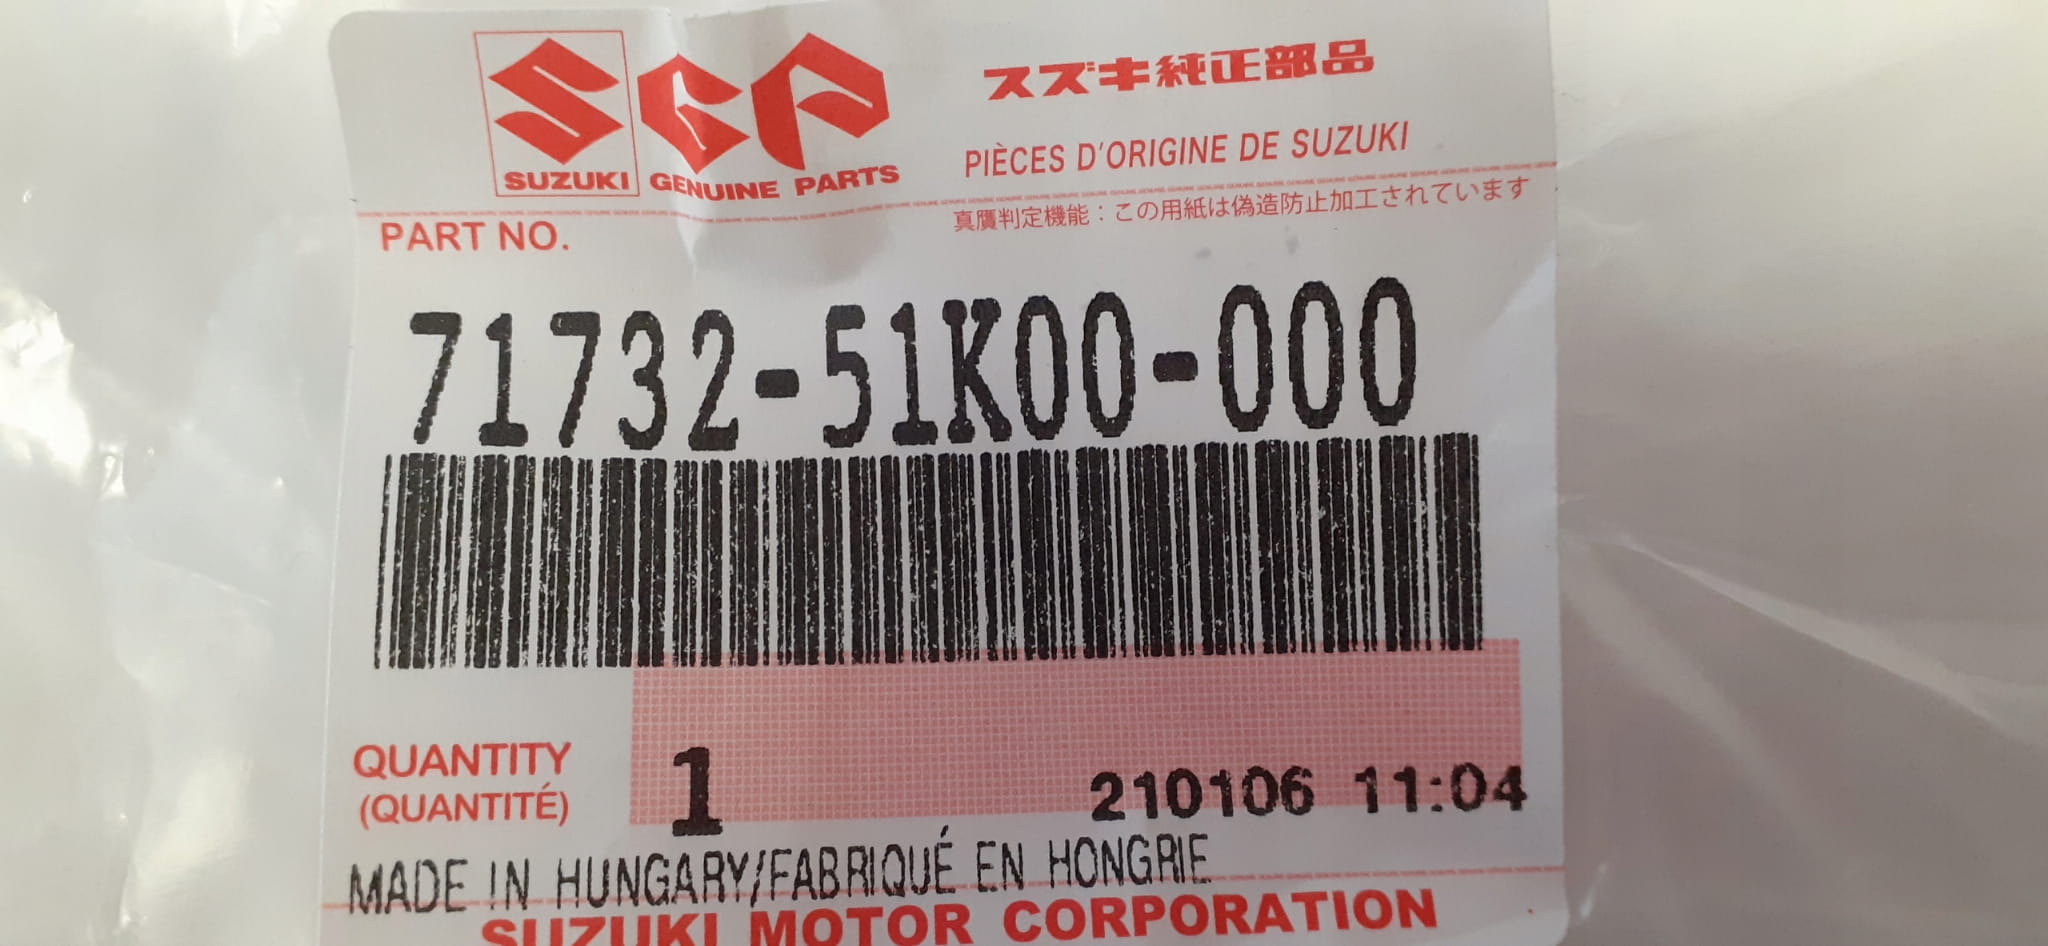 SUZUKI GENUINE PARTS
スズキ純正部品
PIÈCES D'ORIGINE DE SUZUKI
真贋判定機能：この用紙は偽造防止加工されています
PART NO.
71732-51K00-000
QUANTITY
(QUANTITÉ)
1
210106 11:04
MADE IN HUNGARY/FABRIQUÉ EN HONGRIE
SUZUKI MOTOR CORPORATION